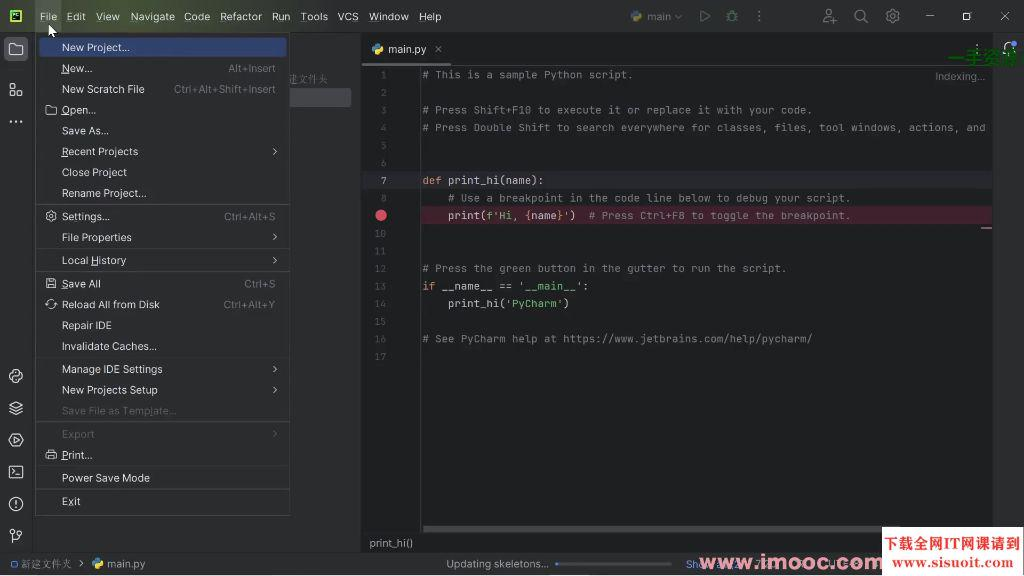 File Edit View Navigate Code Refactor Run Tools VCS Window Help main
New Project...
New... Alt+Insert
New Scratch File Ctrl+Alt+Shift+Insert
Open...
Save As...
Recent Projects
Close Project
Rename Project...
Settings... Ctrl+Alt+S
File Properties
Local History
Save All Ctrl+S
Reload All from Disk Ctrl+Alt+Y
Repair IDE
Invalidate Caches...
Manage IDE Settings
New Projects Setup
Save File as Template...
Export
Print...
Power Save Mode
Exit
建文件夹
main.py
一手资源
Indexing...
1 # This is a sample Python script.
2
3 # Press Shift+F10 to execute it or replace it with your code.
4 # Press Double Shift to search everywhere for classes, files, tool windows, actions, and
5
6
7 def print_hi(name):
8 # Use a breakpoint in the code line below to debug your script.
print(f'Hi, {name}') # Press Ctrl+F8 to toggle the breakpoint.
10
11
12 # Press the green button in the gutter to run the script.
13 if __name__ == '__main__':
14 print_hi('PyCharm')
15
16 # See PyCharm help at https://www.jetbrains.com/help/pycharm/
17
print_hi()
新建文件夹 main.py
Updating skeletons...
www.imooc.com
下载全网IT网课请到
www.sisuoit.com